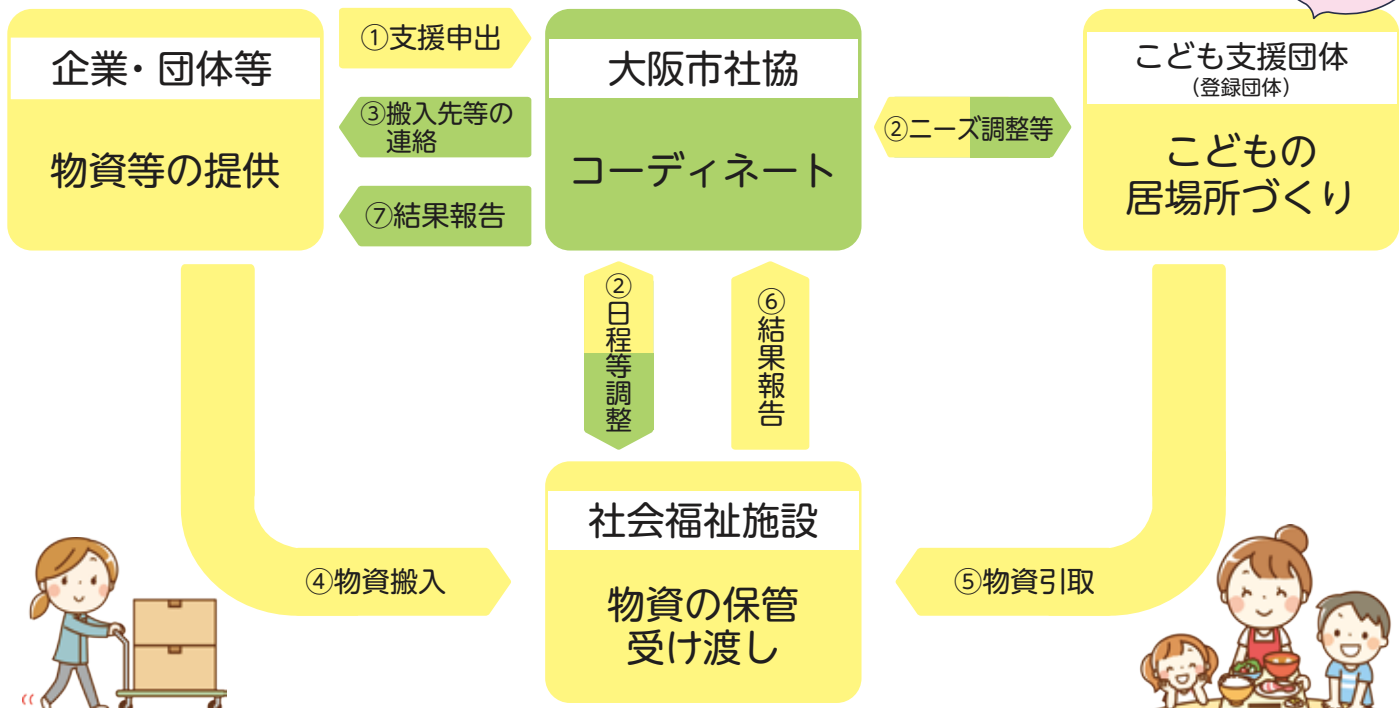 企業・団体等
物資等の提供
①支援申出
③搬入先等の
連絡
⑦結果報告
大阪市社協
コーディネート
②ニーズ調整等
こども支援団体
(登録団体)
こどもの
居場所づくり
②日程等調整
⑥結果報告
④物資搬入
社会福祉施設
物資の保管
受け渡し
⑤物資引取